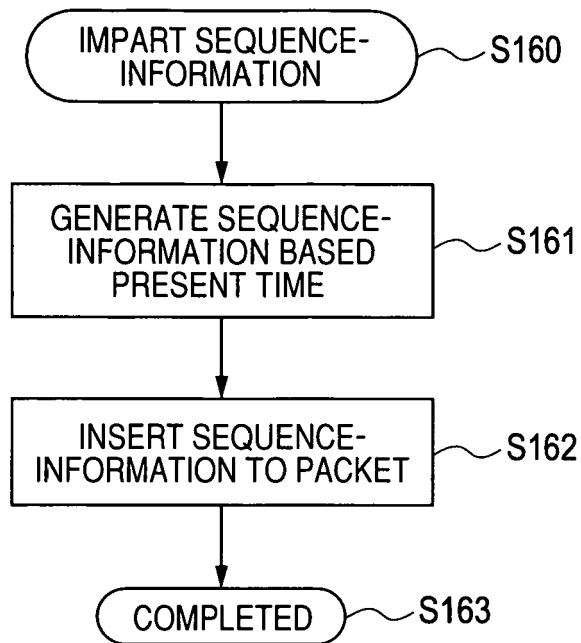 IMPART SEQUENCE-
INFORMATION
S160
GENERATE SEQUENCE-
INFORMATION BASED
PRESENT TIME
S161
INSERT SEQUENCE-
INFORMATION TO PACKET
S162
COMPLETED
S163